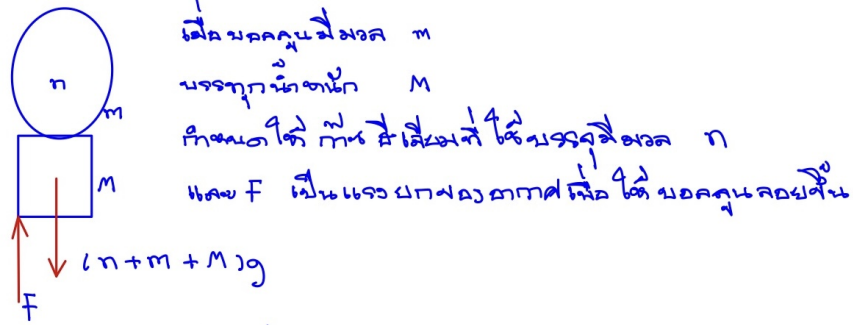 เมื่อบอลลูนมีมวล m
n
m
บรรทุกน้ำหนัก M
กำหนดให้ ก๊าซฮีเลียมที่ใช้บรรจุมีมวล n
M
และ F เป็นแรงยกของอากาศเพื่อให้บอลลูนลอยขึ้น
(n+m+M)g
F